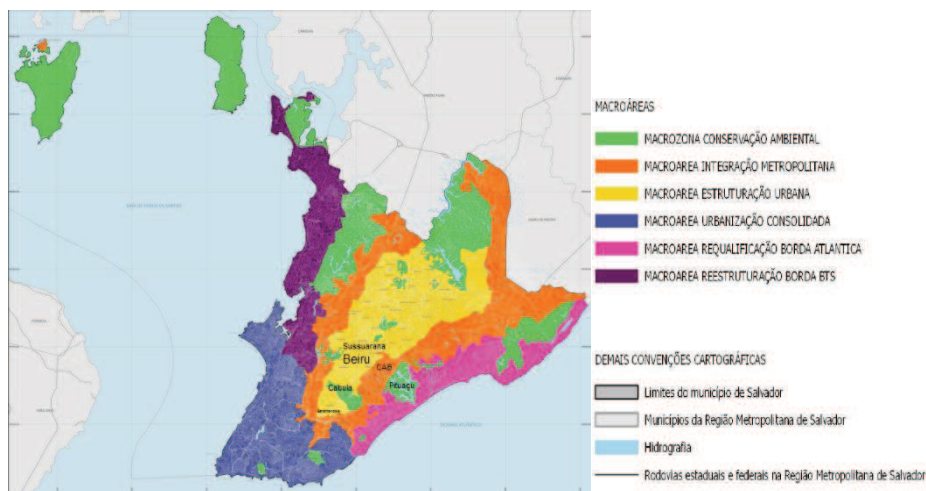 Sussuarana
Beiru
CAB
Cabula
Pituaçu
MACROÁREAS
MACROZONA CONSERVAÇÃO AMBIENTAL
MACROAREA INTEGRAÇÃO METROPOLITANA
MACROAREA ESTRUTURAÇÃO URBANA
MACROAREA URBANIZAÇÃO CONSOLIDADA
MACROAREA REQUALIFICAÇÃO BORDA ATLANTICA
MACROAREA REESTRUTURAÇÃO BORDA BTS
DEMAIS CONVENÇÕES CARTOGRÁFICAS
Limites do município de Salvador
Municípios da Região Metropolitana de Salvador
Hidrografia
Rodovias estaduais e federais na Região Metropolitana de Salvador